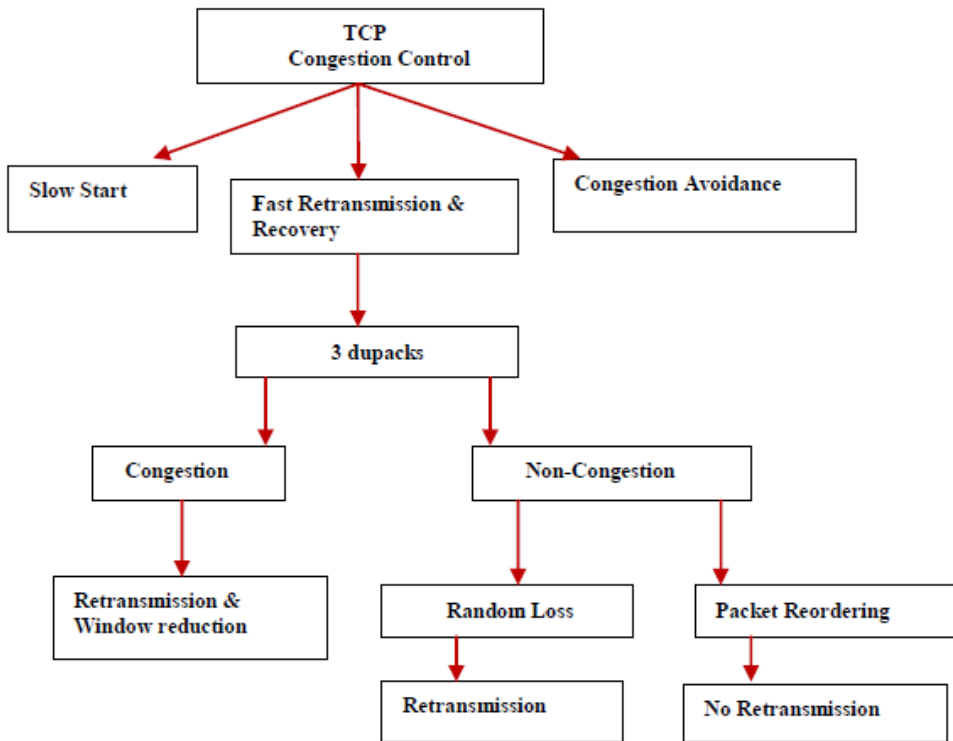 TCP
Congestion Control
Slow Start
Fast Retransmission &
Recovery
Congestion Avoidance
3 dupacks
Congestion
Non-Congestion
Retransmission &
Window reduction
Random Loss
Packet Reordering
Retransmission
No Retransmission